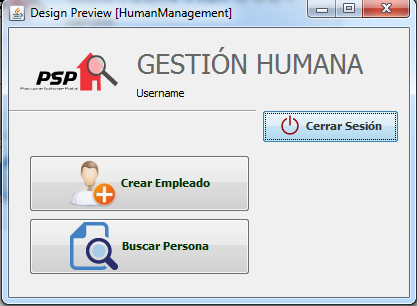 Design Preview [HumanManagement]
PSP
GESTIÓN HUMANA
Username
Cerrar Sesión
Crear Empleado
Buscar Persona